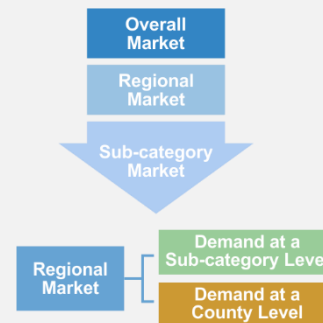 Overall
Market
Regional
Market
Sub-category
Market
Regional
Market
Demand at a
Sub-category Leve
Demand at a
County Level